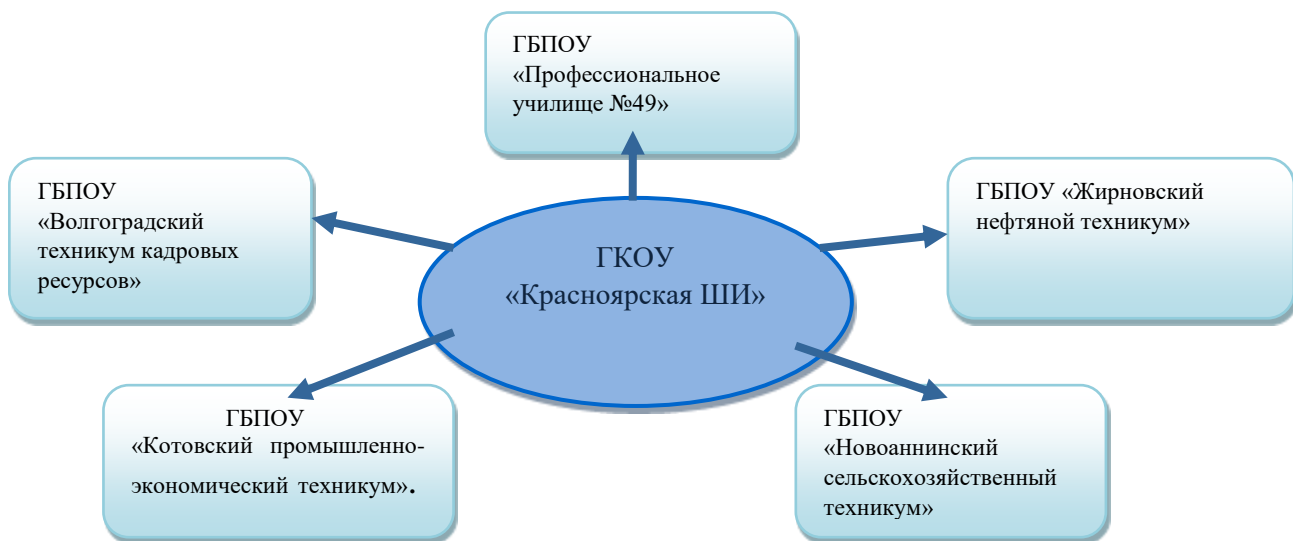 ГБПОУ
«Профессиональное
училище №49»
ГБПОУ
«Волгоградский
техникум кадровых
ресурсов»
ГБПОУ «Жирновский
нефтяной техникум»
ГКОУ
«Красноярская ШИ»
ГБПОУ
«Котовский промышленно-
экономический техникум».
ГБПОУ
«Новоаннинский
сельскохозяйственный
техникум»